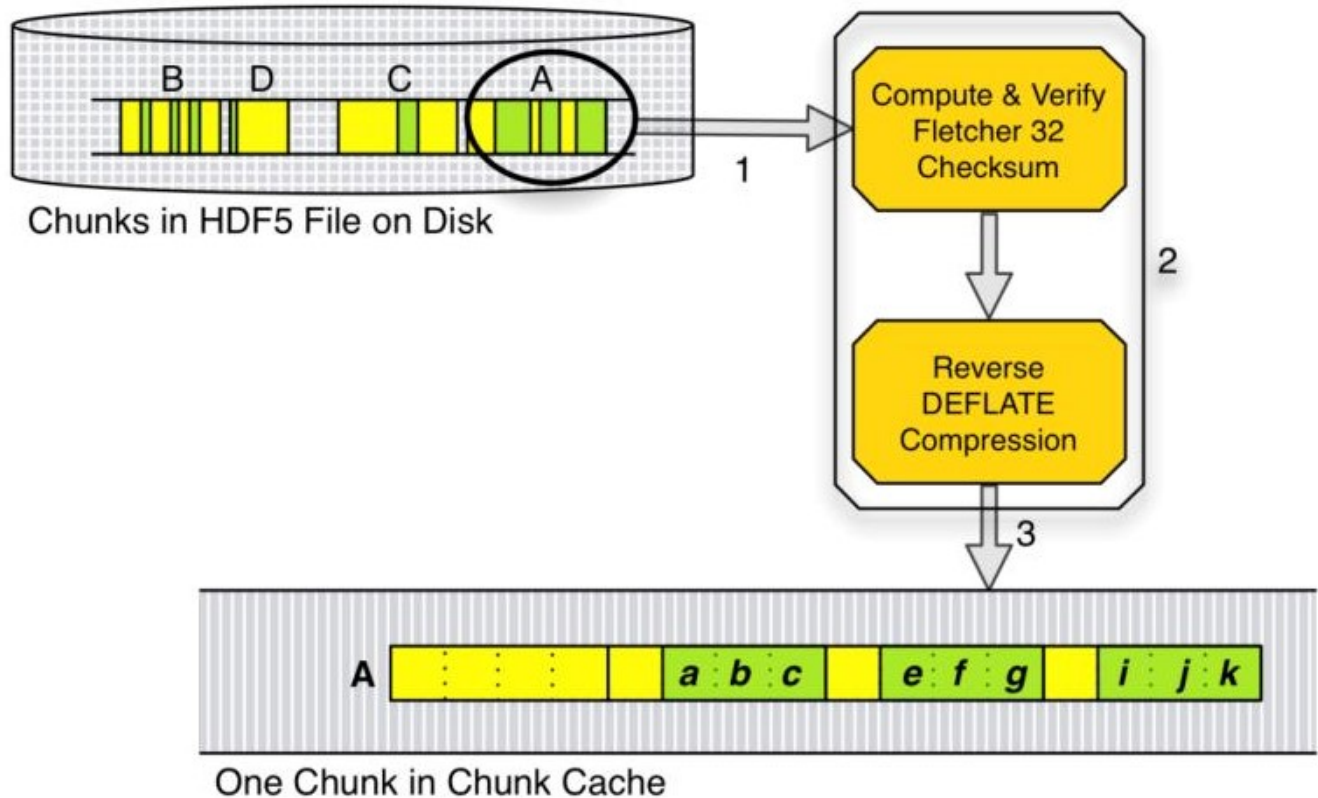 B D C A
1
Compute & Verify
Fletcher 32
Checksum
Chunks in HDF5 File on Disk
2
Reverse
DEFLATE
Compression
3
A a b c e f g i j k
One Chunk in Chunk Cache